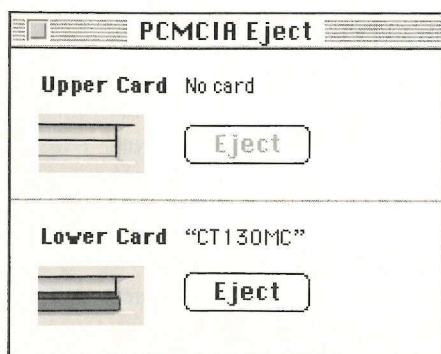 PCMCIA Eject
Upper Card No card
Eject
Lower Card “CT130MC”
Eject